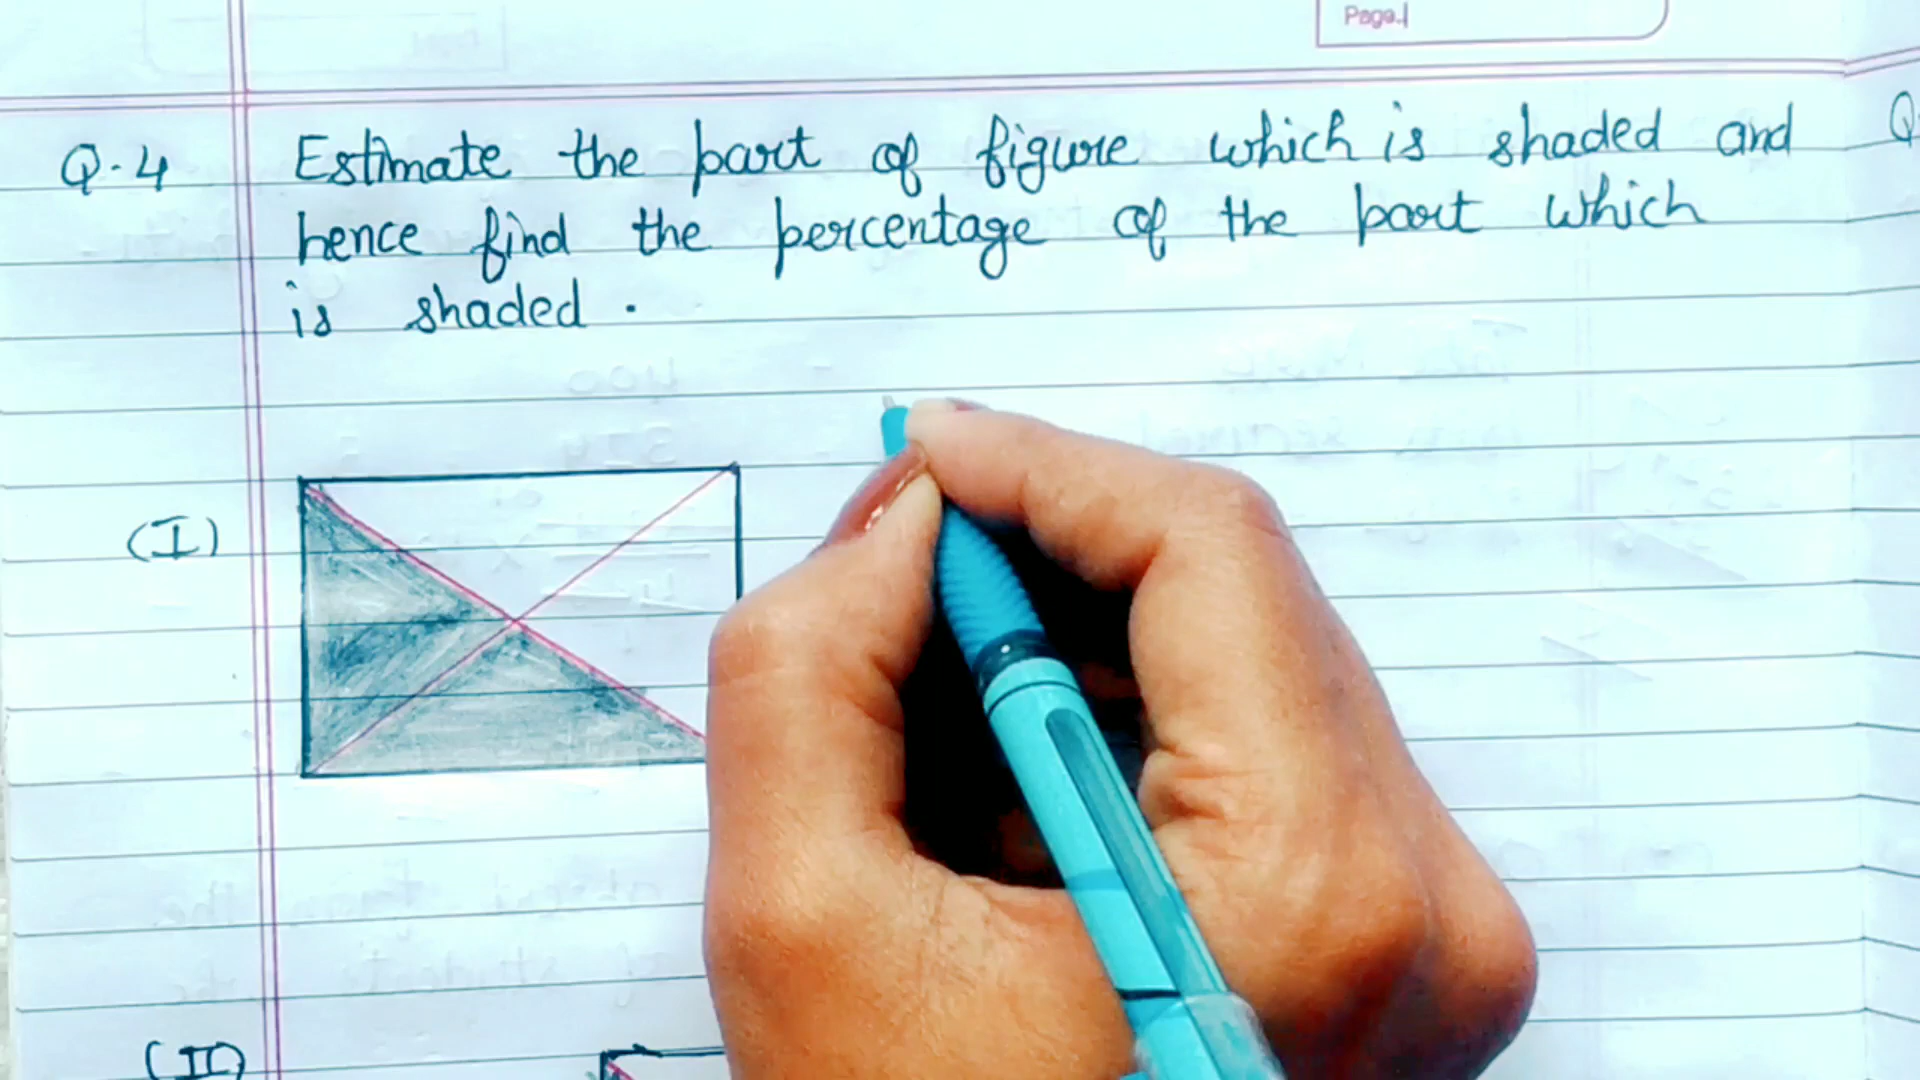 Page.
Q.4 Estimate the part of figure which is shaded and
hence find the percentage of the part which
is shaded.
(I)
(II)